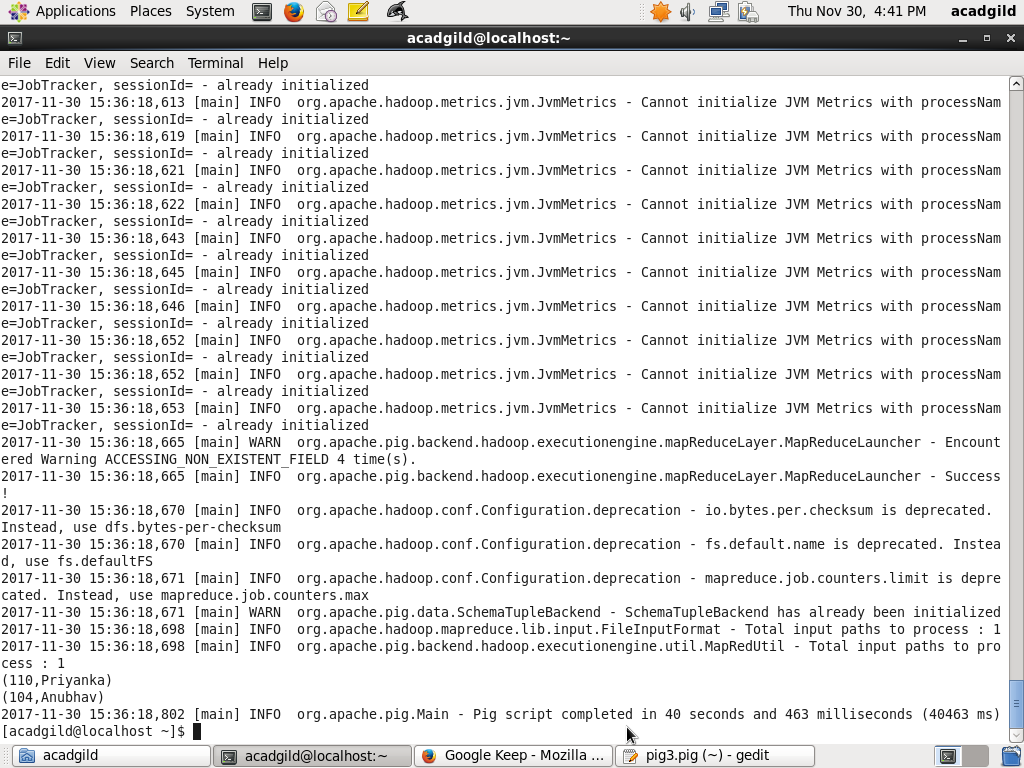 Applications Places System Thu Nov 30, 4:41 PM acadgild
acadgild@localhost:~
File Edit View Search Terminal Help
e=JobTracker, sessionId= - already initialized
2017-11-30 15:36:18,613 [main] INFO  org.apache.hadoop.metrics.jvm.JvmMetrics - Cannot initialize JVM Metrics with processNam
e=JobTracker, sessionId= - already initialized
2017-11-30 15:36:18,619 [main] INFO  org.apache.hadoop.metrics.jvm.JvmMetrics - Cannot initialize JVM Metrics with processNam
e=JobTracker, sessionId= - already initialized
2017-11-30 15:36:18,621 [main] INFO  org.apache.hadoop.metrics.jvm.JvmMetrics - Cannot initialize JVM Metrics with processNam
e=JobTracker, sessionId= - already initialized
2017-11-30 15:36:18,622 [main] INFO  org.apache.hadoop.metrics.jvm.JvmMetrics - Cannot initialize JVM Metrics with processNam
e=JobTracker, sessionId= - already initialized
2017-11-30 15:36:18,643 [main] INFO  org.apache.hadoop.metrics.jvm.JvmMetrics - Cannot initialize JVM Metrics with processNam
e=JobTracker, sessionId= - already initialized
2017-11-30 15:36:18,645 [main] INFO  org.apache.hadoop.metrics.jvm.JvmMetrics - Cannot initialize JVM Metrics with processNam
e=JobTracker, sessionId= - already initialized
2017-11-30 15:36:18,646 [main] INFO  org.apache.hadoop.metrics.jvm.JvmMetrics - Cannot initialize JVM Metrics with processNam
e=JobTracker, sessionId= - already initialized
2017-11-30 15:36:18,652 [main] INFO  org.apache.hadoop.metrics.jvm.JvmMetrics - Cannot initialize JVM Metrics with processNam
e=JobTracker, sessionId= - already initialized
2017-11-30 15:36:18,652 [main] INFO  org.apache.hadoop.metrics.jvm.JvmMetrics - Cannot initialize JVM Metrics with processNam
e=JobTracker, sessionId= - already initialized
2017-11-30 15:36:18,653 [main] INFO  org.apache.hadoop.metrics.jvm.JvmMetrics - Cannot initialize JVM Metrics with processNam
e=JobTracker, sessionId= - already initialized
2017-11-30 15:36:18,665 [main] WARN  org.apache.pig.backend.hadoop.executionengine.mapReduceLayer.MapReduceLauncher - Encount
ered Warning ACCESSING_NON_EXISTENT_FIELD 4 time(s).
2017-11-30 15:36:18,665 [main] INFO  org.apache.pig.backend.hadoop.executionengine.mapReduceLayer.MapReduceLauncher - Success
!
2017-11-30 15:36:18,670 [main] INFO  org.apache.hadoop.conf.Configuration.deprecation - io.bytes.per.checksum is deprecated.
Instead, use dfs.bytes-per-checksum
2017-11-30 15:36:18,670 [main] INFO  org.apache.hadoop.conf.Configuration.deprecation - fs.default.name is deprecated. Instea
d, use fs.defaultFS
2017-11-30 15:36:18,671 [main] INFO  org.apache.hadoop.conf.Configuration.deprecation - mapreduce.job.counters.limit is depre
cated. Instead, use mapreduce.job.counters.max
2017-11-30 15:36:18,671 [main] WARN  org.apache.pig.data.SchemaTupleBackend - SchemaTupleBackend has already been initialized
2017-11-30 15:36:18,698 [main] INFO  org.apache.hadoop.mapreduce.lib.input.FileInputFormat - Total input paths to process : 1
2017-11-30 15:36:18,698 [main] INFO  org.apache.pig.backend.hadoop.executionengine.util.MapRedUtil - Total input paths to pro
cess : 1
(110,Priyanka)
(104,Anubhav)
2017-11-30 15:36:18,802 [main] INFO  org.apache.pig.Main - Pig script completed in 40 seconds and 463 milliseconds (40463 ms)
[acadgild@localhost ~]$
acadgild acadgild@localhost:~ Google Keep - Mozilla ... pig3.pig (~) - gedit